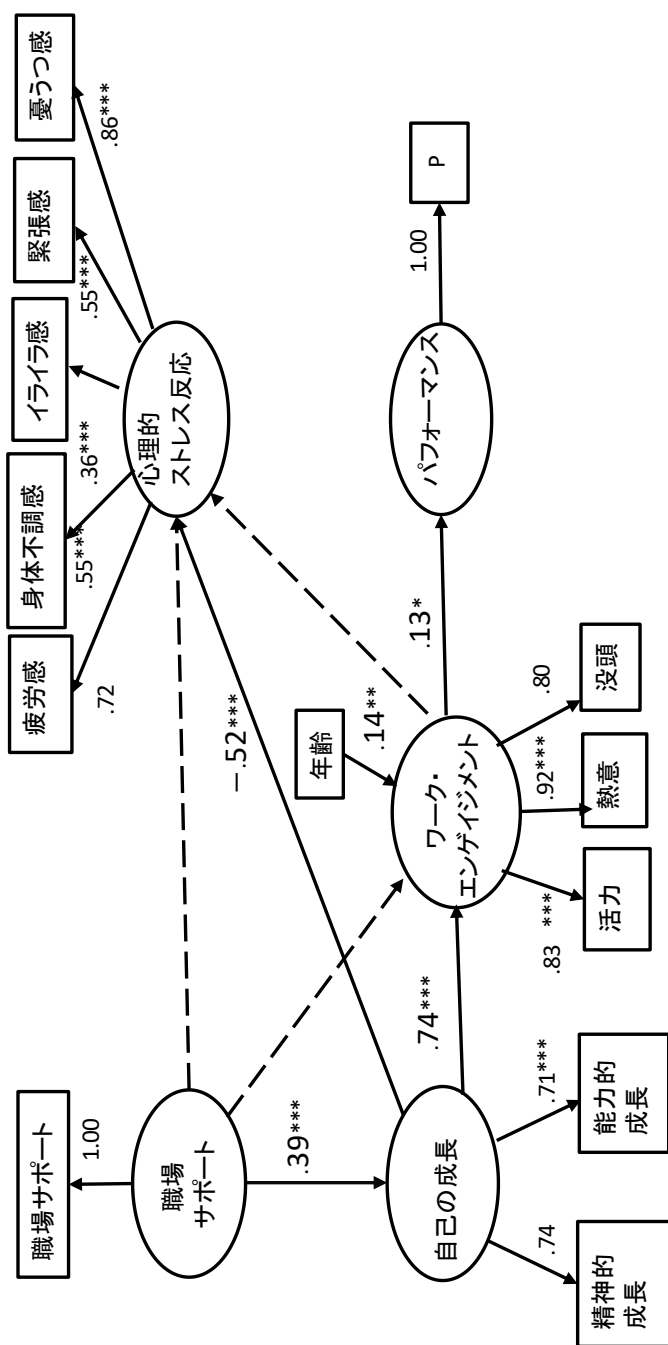 職場サポート
1.00
職場
サポート
.39***
自己の成長
.74
精神的
成長
.71***
能力的
成長
.74***
－.52***
年齢
.14**
ワーク・
エンゲイジメント
.83 ***
活力
.92***
熱意
.80
没頭
.13*
パフォーマンス
1.00
P
心理的
ストレス反応
疲労感
.72
身体不調感
.55***
イライラ感
.36***
緊張感
.55***
憂うつ感
.86***